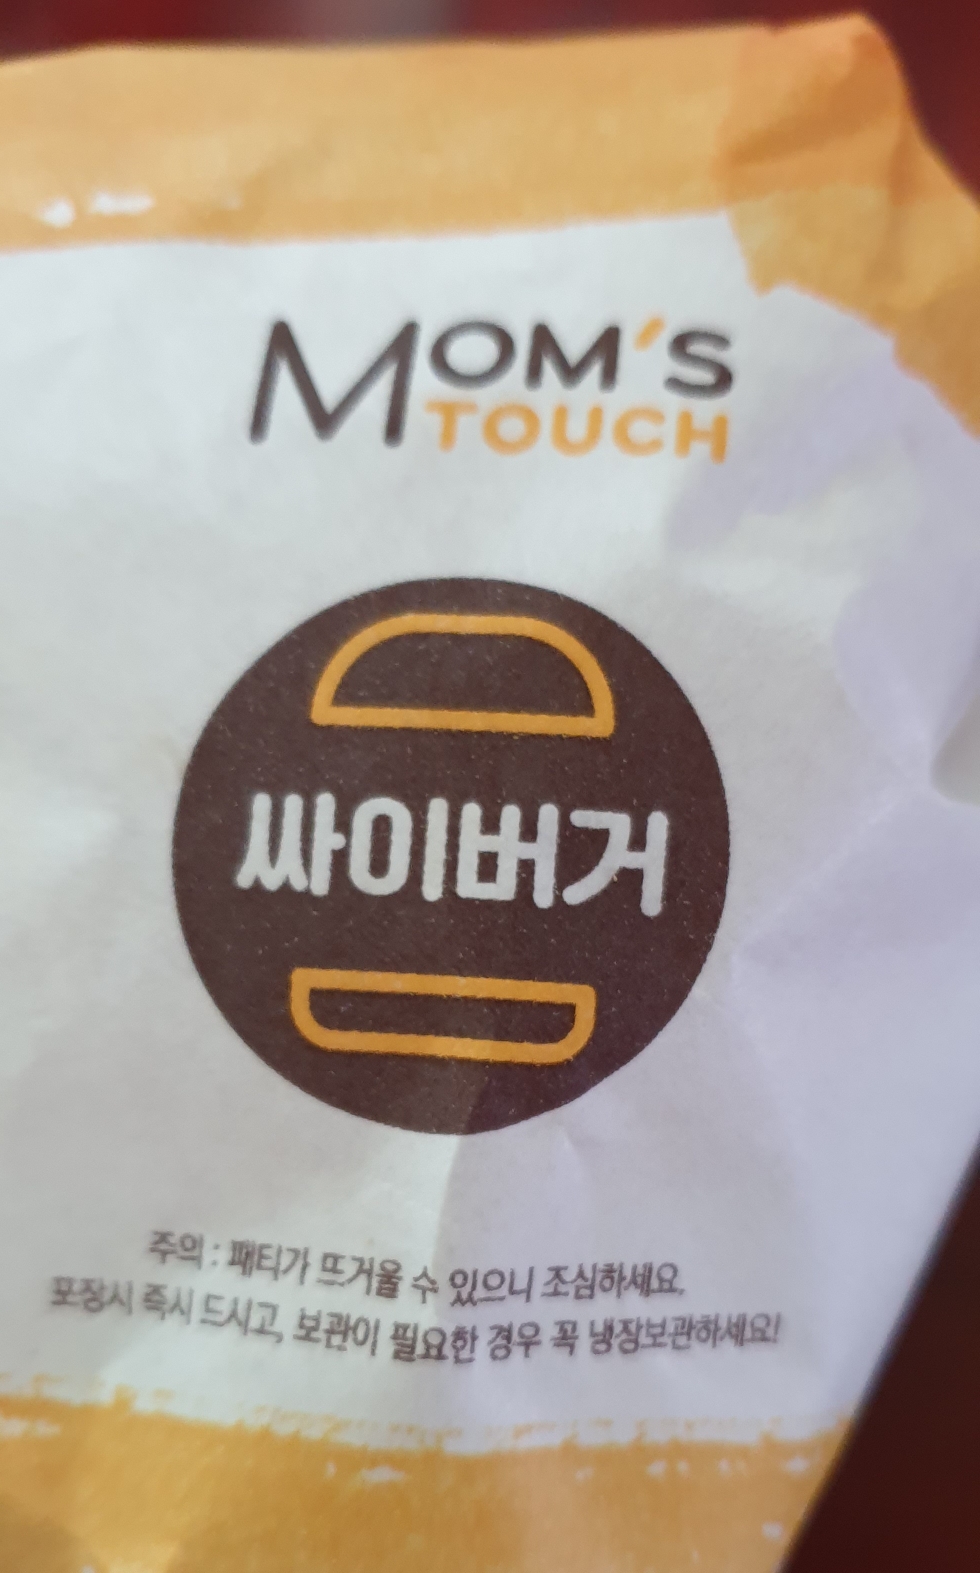 MOM'S
TOUCH
싸이버거
주의 : 패티가 뜨거울 수 있으니 조심하세요.
포장시 즉시 드시고, 보관이 필요한 경우 꼭 냉장보관하세요!